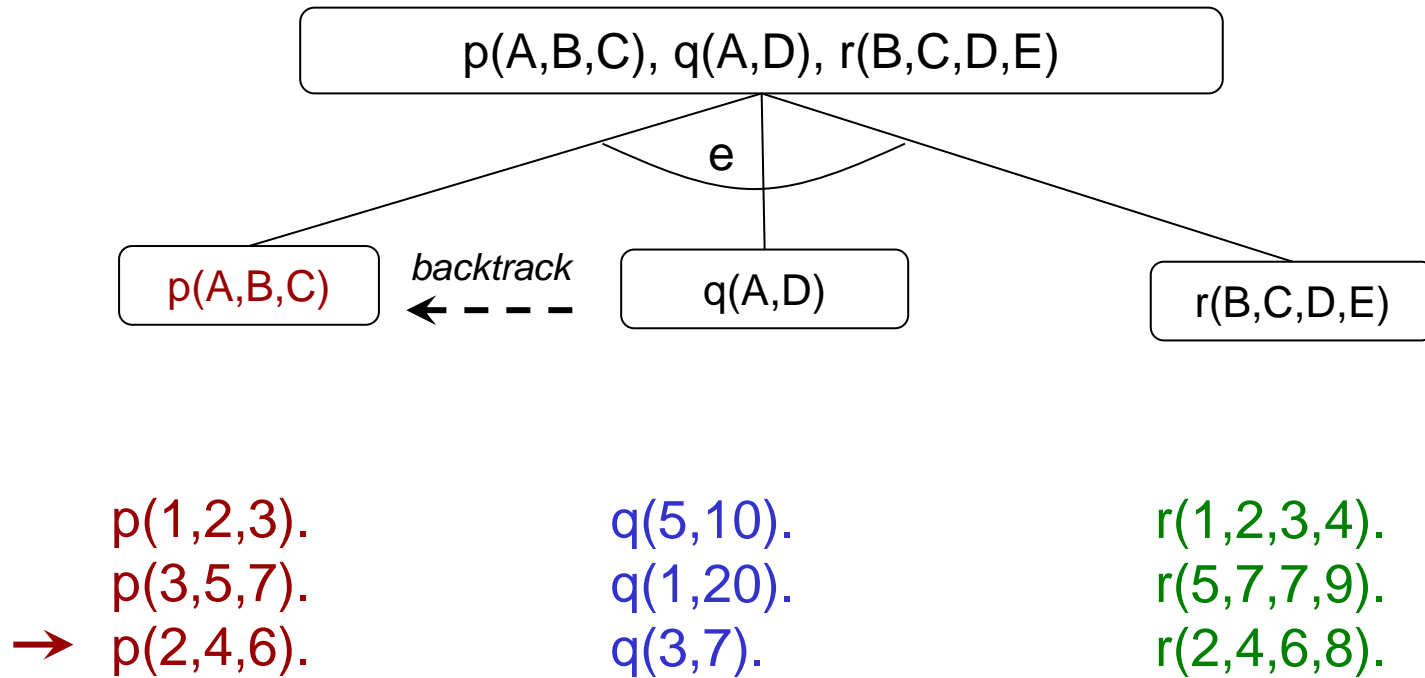 p(A,B,C), q(A,D), r(B,C,D,E)
e
p(A,B,C)
backtrack
q(A,D)
r(B,C,D,E)
p(1,2,3). q(5,10). r(1,2,3,4).
p(3,5,7). q(1,20). r(5,7,7,9).
p(2,4,6). q(3,7). r(2,4,6,8).